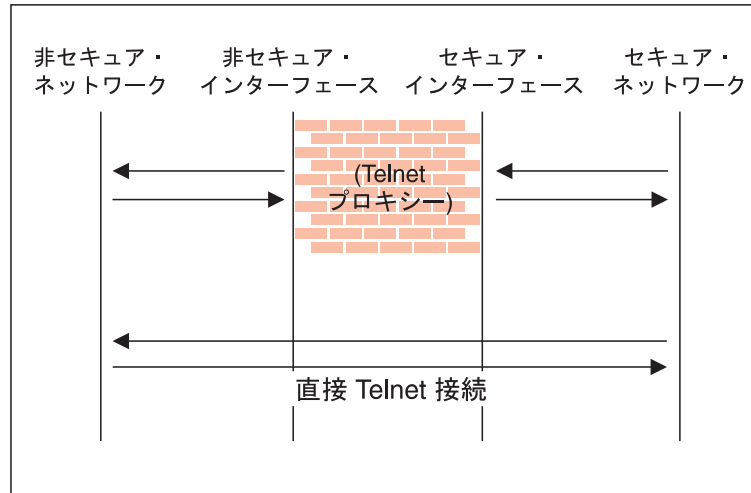 非セキュア・
ネットワーク
非セキュア・
インターフェース
セキュア・
インターフェース
セキュア・
ネットワーク
(Telnet
プロキシー)
直接 Telnet 接続